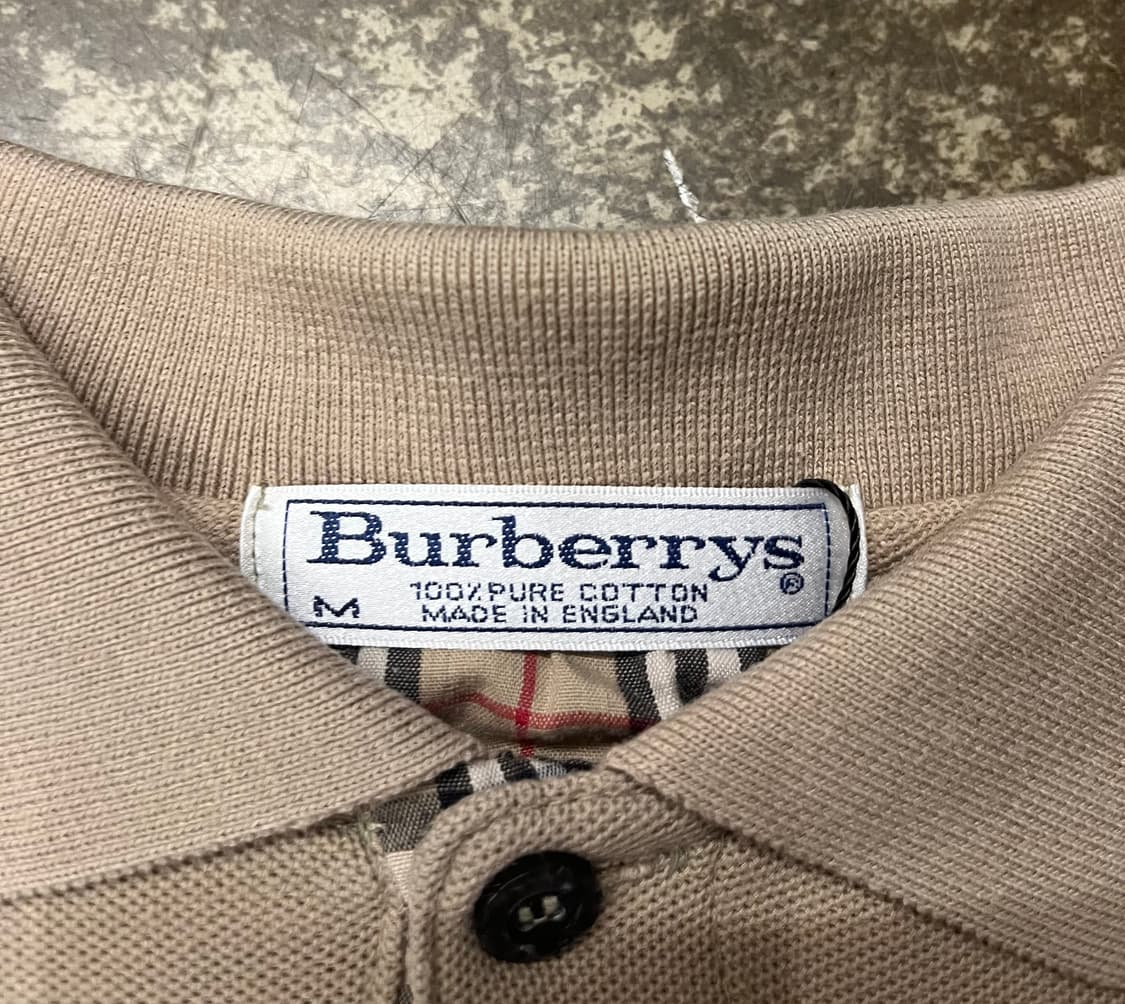 Burberrys®
100% PURE COTTON
M MADE IN ENGLAND